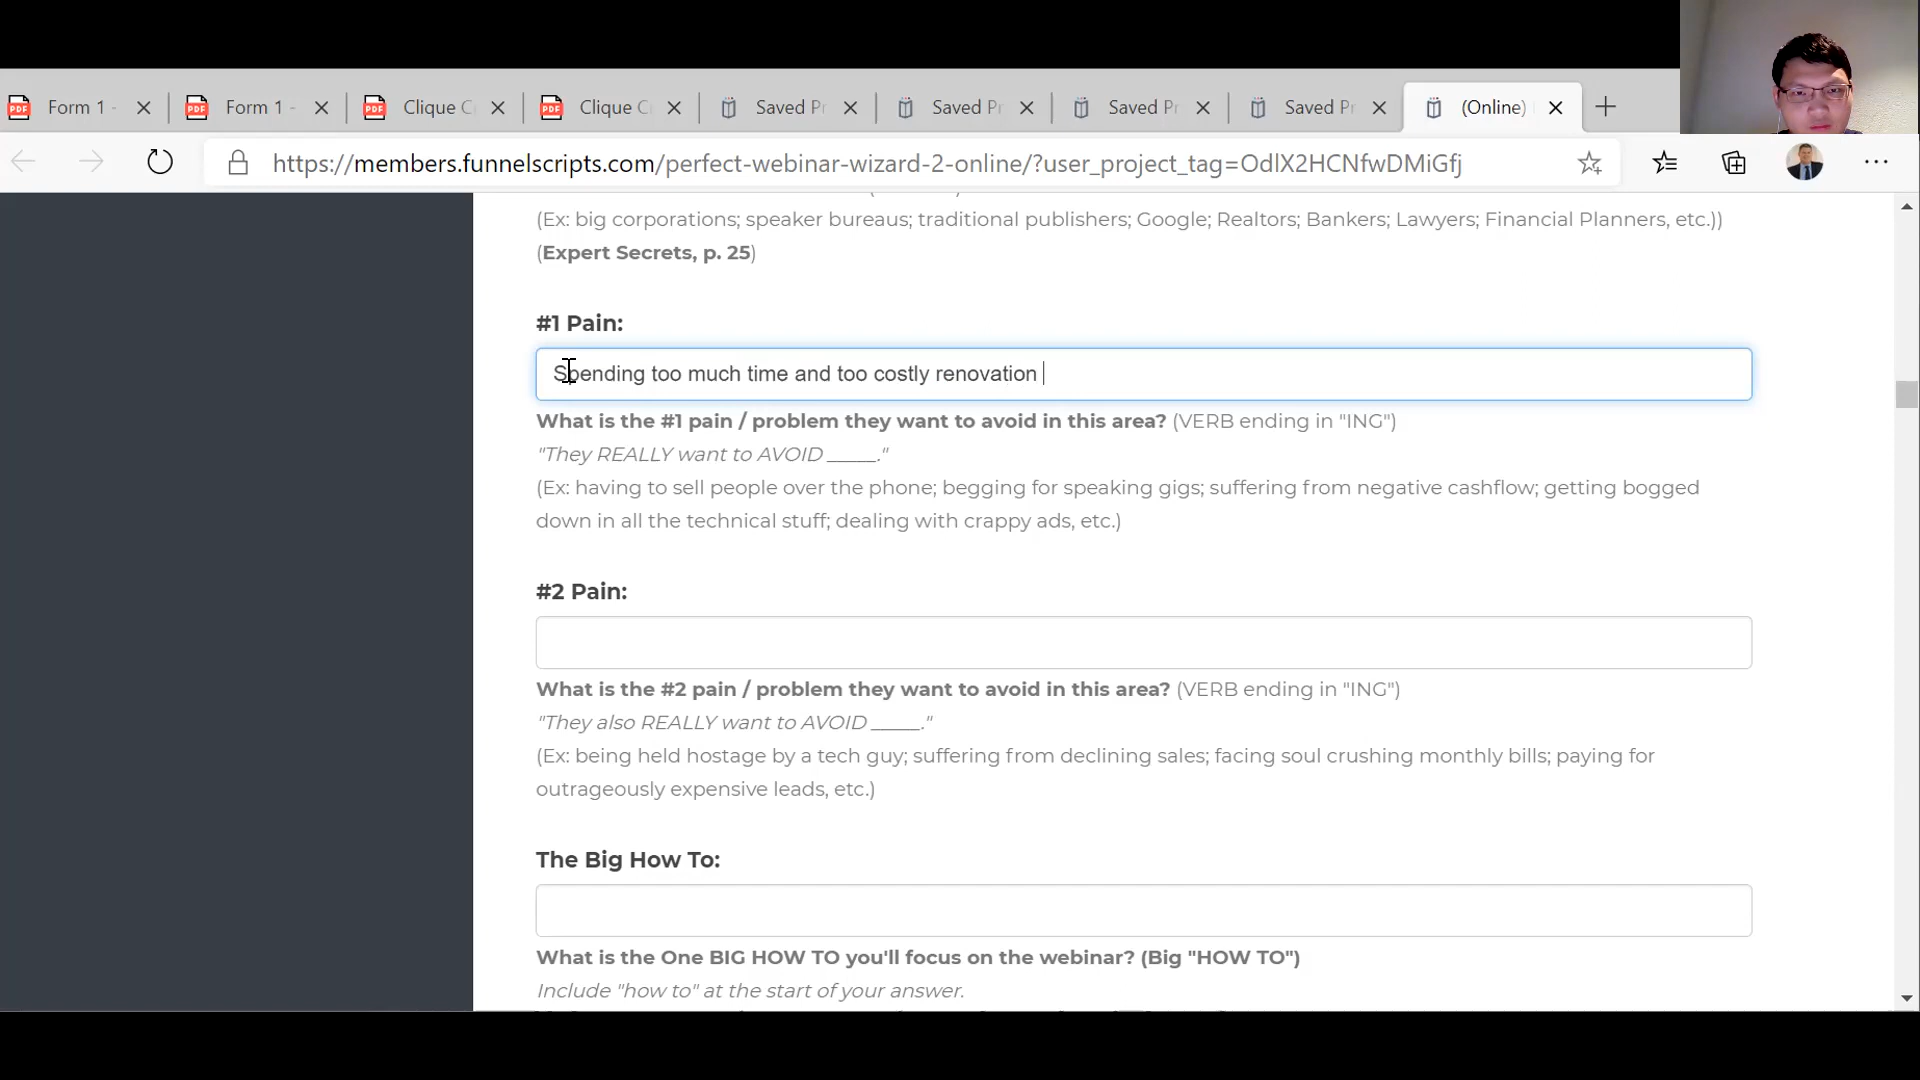 Form 1 -
Form 1 -
Clique C
Clique C
Saved Pr
Saved Pr
Saved Pr
Saved Pr
(Online)
https://members.funnelscripts.com/perfect-webinar-wizard-2-online/?user_project_tag=OdlX2HCNfwDMiGfj
(Ex: big corporations; speaker bureaus; traditional publishers; Google; Realtors; Bankers; Lawyers; Financial Planners, etc.))
(Expert Secrets, p. 25)
#1 Pain:
Spending too much time and too costly renovation
What is the #1 pain / problem they want to avoid in this area? (VERB ending in "ING")
"They REALLY want to AVOID _____."
(Ex: having to sell people over the phone; begging for speaking gigs; suffering from negative cashflow; getting bogged
down in all the technical stuff; dealing with crappy ads, etc.)
#2 Pain:
What is the #2 pain / problem they want to avoid in this area? (VERB ending in "ING")
"They also REALLY want to AVOID _____."
(Ex: being held hostage by a tech guy; suffering from declining sales; facing soul crushing monthly bills; paying for
outrageously expensive leads, etc.)
The Big How To:
What is the One BIG HOW TO you'll focus on the webinar? (Big "HOW TO")
Include "how to" at the start of your answer.